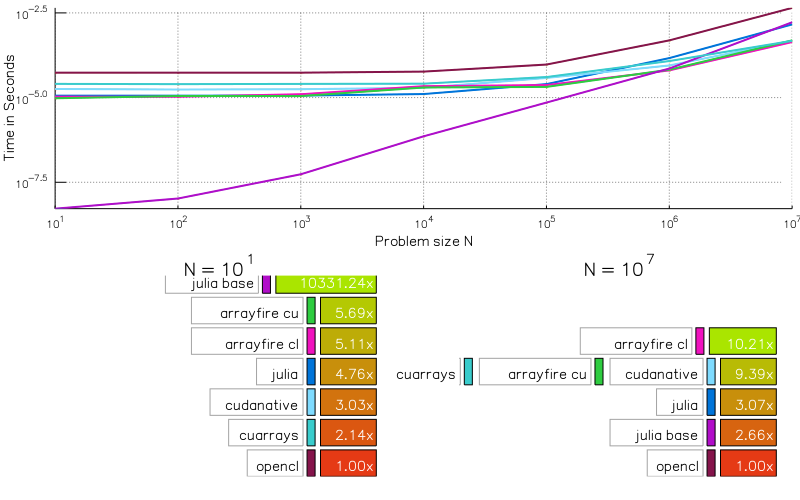 10^-2.5
10^-5.0
10^-7.5
Time in Seconds
10^1 10^2 10^3 10^4 10^5 10^6 10^7
Problem size N
N = 10^1
julia base 10331.24x
arrayfire cu 5.69x
arrayfire cl 5.11x
julia 4.76x
cudanative 3.03x
cuarrays 2.14x
opencl 1.00x
N = 10^7
arrayfire cl 10.21x
cuarrays arrayfire cu cudanative 9.39x
julia 3.07x
julia base 2.66x
opencl 1.00x